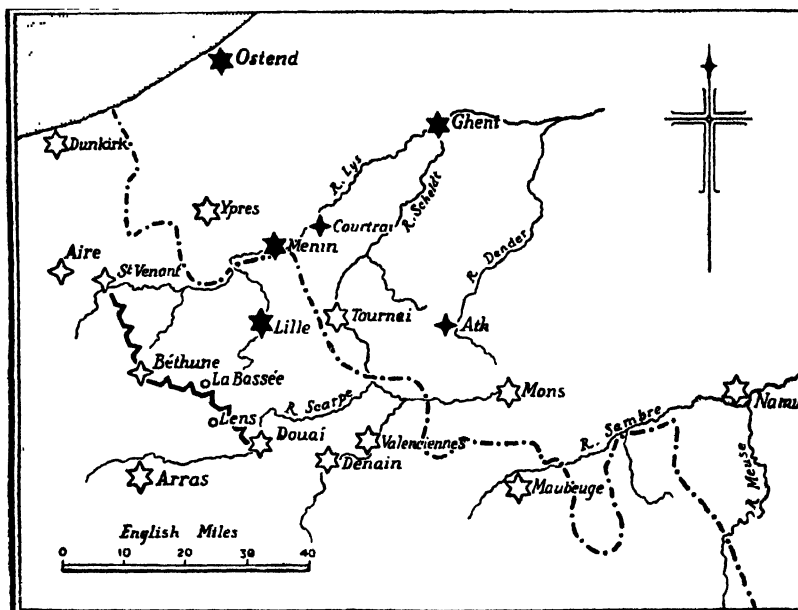 Ostend
Dunkirk
Ghent
Ypres
R. Lys
R. Scheldt
Courtrai
Menin
R. Dender
Aire
St Venant
Lille
Tournai
Ath
Béthune
La Bassée
Mons
Namur
Lens
R Scarpe
R. Sambre
Douai
Valenciennes
Denain
Arras
Maubeuge
R Meuse
English Miles
0 10 20 30 40